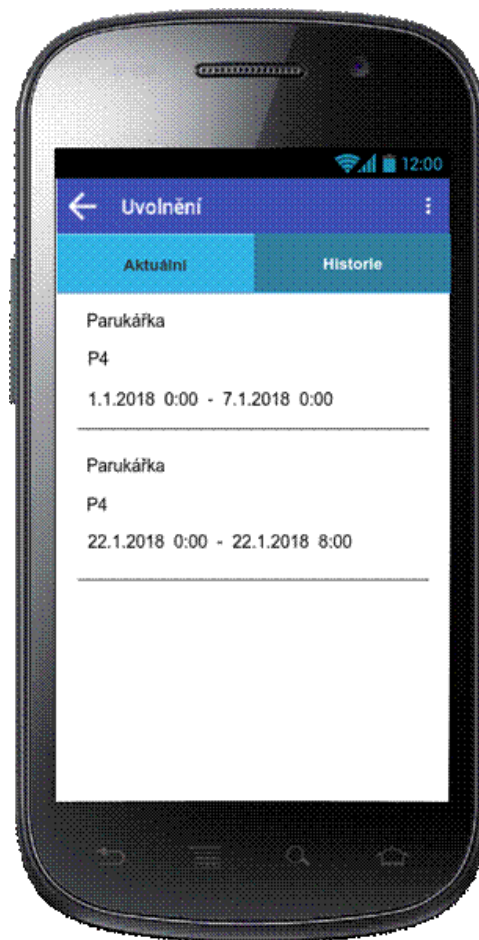 12:00
Uvolnění
Aktuální Historie
Parukářka
P4
1.1.2018 0:00 - 7.1.2018 0:00
Parukářka
P4
22.1.2018 0:00 - 22.1.2018 8:00